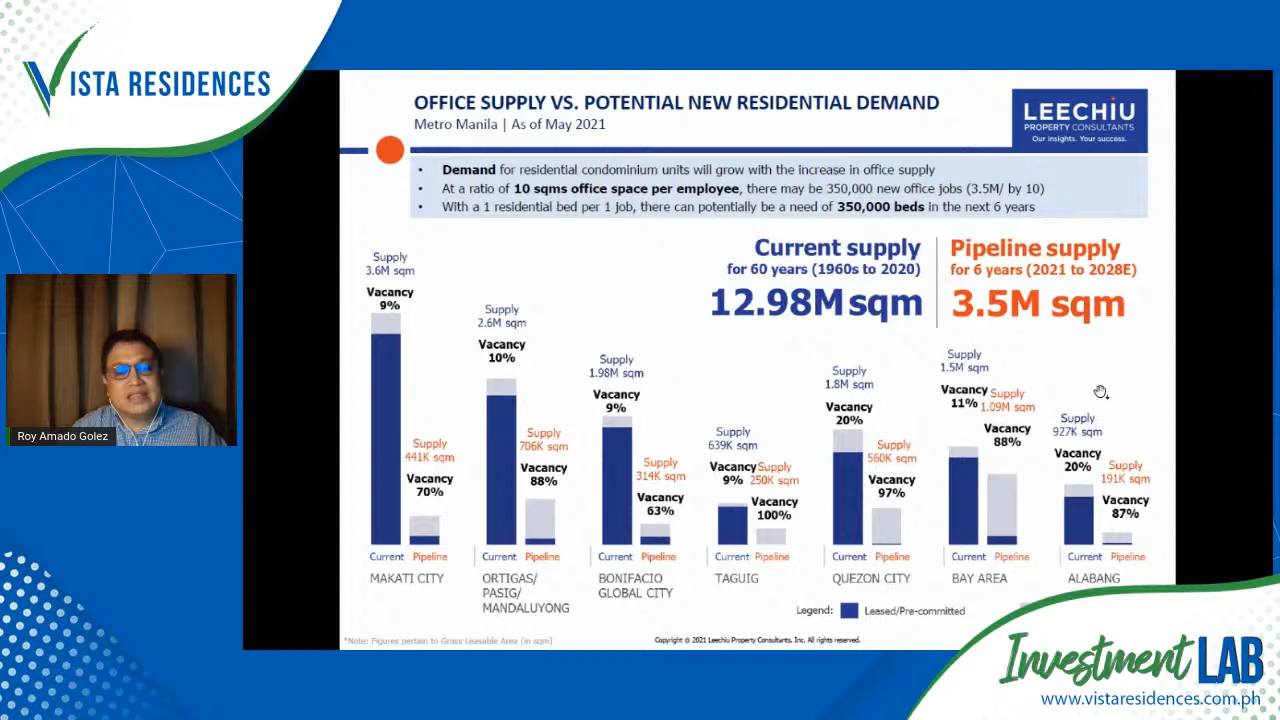 VISTA RESIDENCES
OFFICE SUPPLY VS. POTENTIAL NEW RESIDENTIAL DEMAND
Metro Manila | As of May 2021
LEECHIU
PROPERTY CONSULTANTS
Our insights. Your success.
• Demand for residential condominium units will grow with the increase in office supply
• At a ratio of 10 sqms office space per employee, there may be 350,000 new office jobs (3.5M/ by 10)
• With a 1 residential bed per 1 job, there can potentially be a need of 350,000 beds in the next 6 years
Current supply
for 60 years (1960s to 2020)
12.98M sqm
Pipeline supply
for 6 years (2021 to 2028E)
3.5M sqm
Supply
3.6M sqm
Vacancy
9%
Supply
441K sqm
Vacancy
70%
Current Pipeline
MAKATI CITY
Supply
2.6M sqm
Vacancy
10%
Supply
706K sqm
Vacancy
88%
Current Pipeline
ORTIGAS/
PASIG/
MANDALUYONG
Supply
1.98M sqm
Vacancy
9%
Supply
314K sqm
Vacancy
63%
Current Pipeline
BONIFACIO
GLOBAL CITY
Supply
639K sqm
Vacancy
9%
Supply
250K sqm
Vacancy
100%
Current Pipeline
TAGUIG
Supply
1.8M sqm
Vacancy
20%
Supply
560K sqm
Vacancy
97%
Current Pipeline
QUEZON CITY
Supply
1.5M sqm
Vacancy
11%
Supply
1.09M sqm
Vacancy
88%
Current Pipeline
BAY AREA
Supply
927K sqm
Vacancy
20%
Supply
191K sqm
Vacancy
87%
Current Pipeline
ALABANG
Legend: Leased/Pre-committed
*Note: Figures pertain to Gross Leasable Area (in sqm)
Copyright @ 2021 Leechiu Property Consultants, Inc. All rights reserved.
Roy Amado Golez
Investment LAB
www.vistaresidences.com.ph